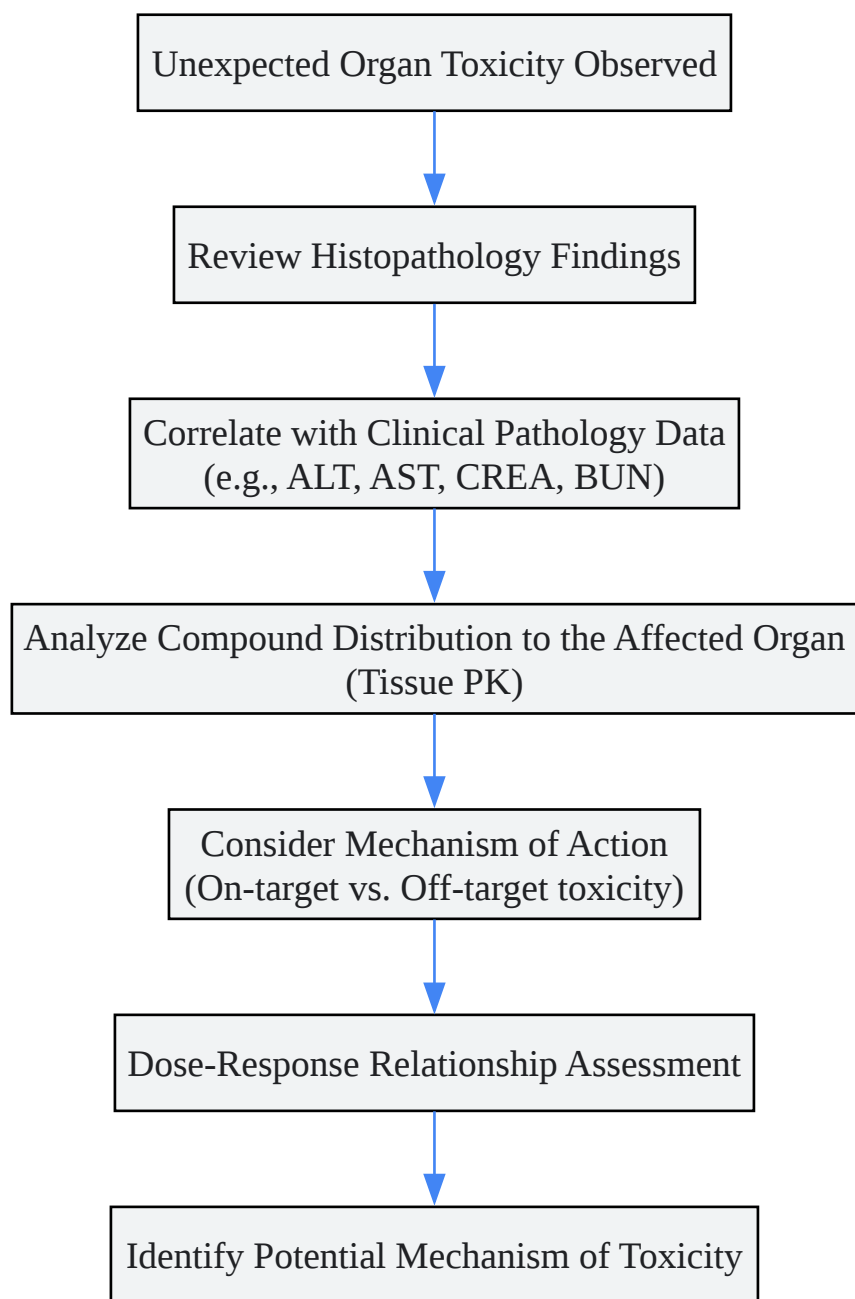 Unexpected Organ Toxicity Observed
Review Histopathology Findings
Correlate with Clinical Pathology Data
(e.g., ALT, AST, CREA, BUN)
Analyze Compound Distribution to the Affected Organ
(Tissue PK)
Consider Mechanism of Action
(On-target vs. Off-target toxicity)
Dose-Response Relationship Assessment
Identify Potential Mechanism of Toxicity